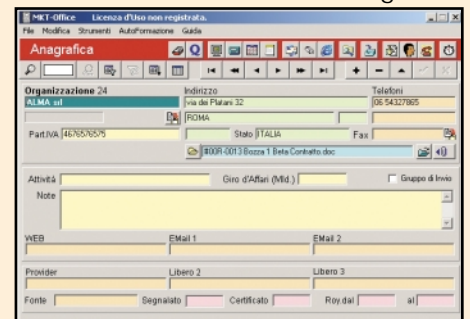 MKT-Office Licenza d'Uso non registrata.
File Modifica Strumenti AutoFormazione Guida
Anagrafica
Organizzazione 24 Indirizzo Telefoni
ALMA srl via dei Platani 32 06 54327865
ROMA
Part.IVA 4676576575 Stato ITALIA Fax
#00R-0013 Bozza 1 Beta Contratto.doc
Attività Giro d'Affari (Mld.) Gruppo di Invio
Note
WEB EMail 1 EMail 2
Provider Libero 2 Libero 3
Fonte Segnalato Certificato Roy.dal al